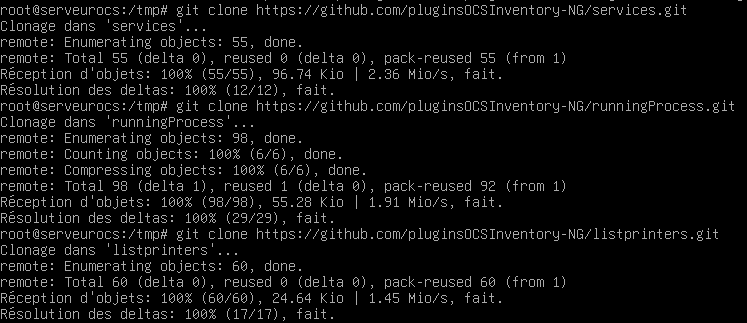 root@serveurocs:/tmp# git clone https://github.com/pluginsOCSInventory-NG/services.git
Clonage dans 'services'...
remote: Enumerating objects: 55, done.
remote: Total 55 (delta 0), reused 0 (delta 0), pack-reused 55 (from 1)
Réception d'objets: 100% (55/55), 96.74 Kio | 2.36 Mio/s, fait.
Résolution des deltas: 100% (12/12), fait.
root@serveurocs:/tmp# git clone https://github.com/pluginsOCSInventory-NG/runningProcess.git
Clonage dans 'runningProcess'...
remote: Enumerating objects: 98, done.
remote: Counting objects: 100% (6/6), done.
remote: Compressing objects: 100% (6/6), done.
remote: Total 98 (delta 1), reused 1 (delta 0), pack-reused 92 (from 1)
Réception d'objets: 100% (98/98), 55.28 Kio | 1.91 Mio/s, fait.
Résolution des deltas: 100% (29/29), fait.
root@serveurocs:/tmp# git clone https://github.com/pluginsOCSInventory-NG/listprinters.git
Clonage dans 'listprinters'...
remote: Enumerating objects: 60, done.
remote: Total 60 (delta 0), reused 0 (delta 0), pack-reused 60 (from 1)
Réception d'objets: 100% (60/60), 24.64 Kio | 1.45 Mio/s, fait.
Résolution des deltas: 100% (17/17), fait.